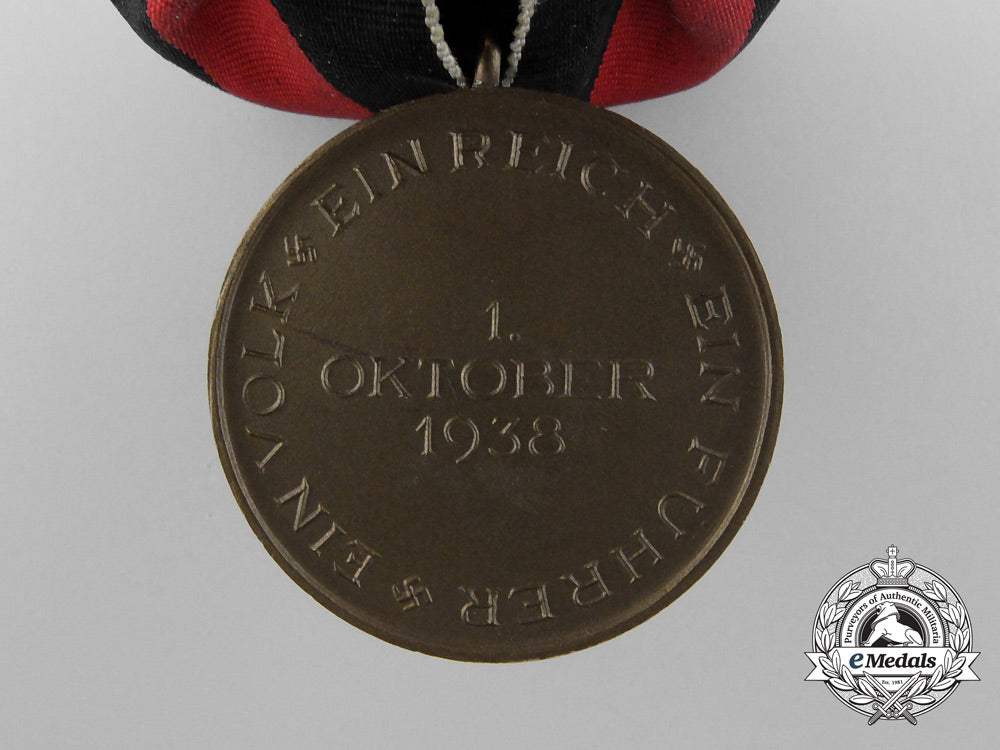 EIN VOLK EIN REICH EIN FÜHRER
1.
OKTOBER
1938
Purveyors of Authentic Militaria
eMedals
Est. 1981